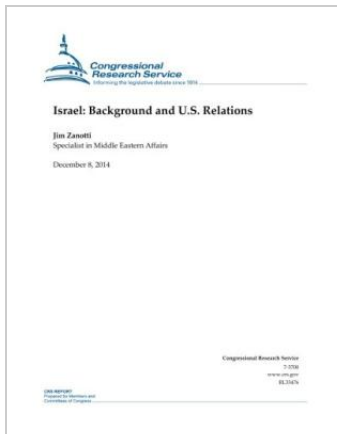 Congressional
Research Service
Informing the legislative debate since 1914
Israel: Background and U.S. Relations
Jim Zanotti
Specialist in Middle Eastern Affairs
December 8, 2014
Congressional Research Service
7-5700
www.crs.gov
RL33476
CRS REPORT
Prepared for Members and
Committees of Congress